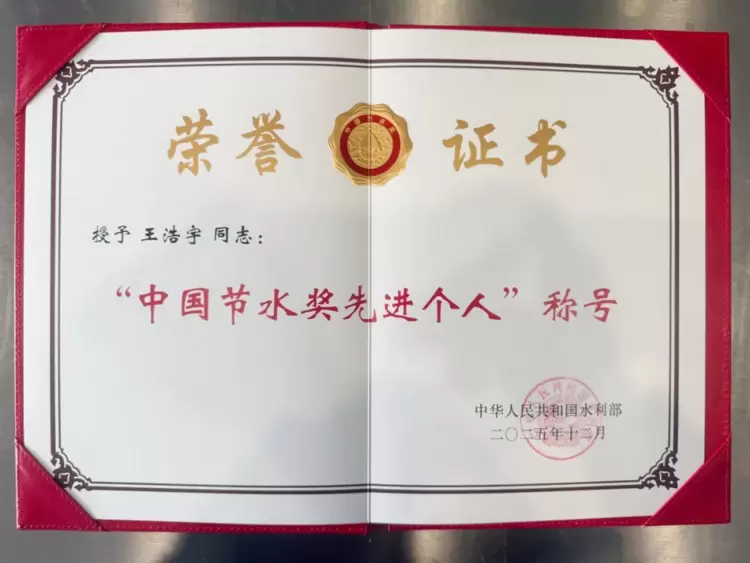 荣誉证书
授予 王浩宇 同志：
“中国节水奖先进个人”称号
中华人民共和国水利部
二〇二五年十二月